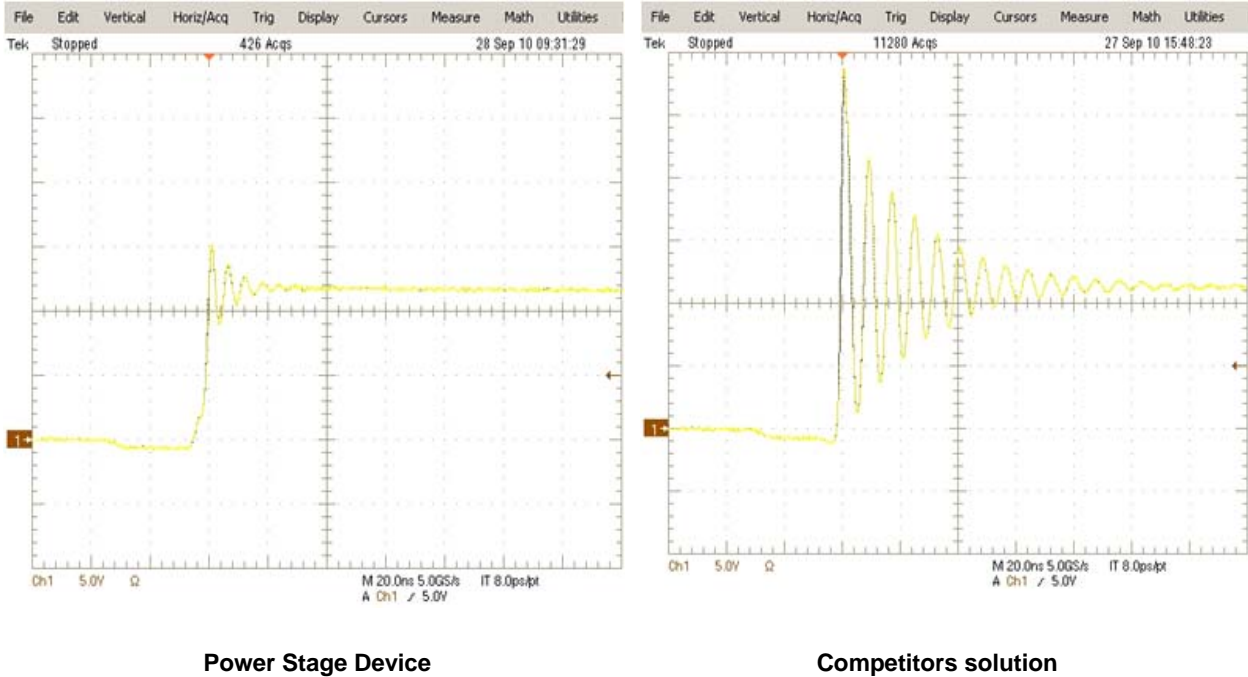 File Edit Vertical Horiz/Acq Trig Display Cursors Measure Math Utilities
Tek Stopped 426 Acqs 28 Sep 10 09:31:29
1
Ch1 5.0V Ω M 20.0ns 5.0GS/s IT 8.0ps/pt
A Ch1 / 5.0V
Power Stage Device
File Edit Vertical Horiz/Acq Trig Display Cursors Measure Math Utilities
Tek Stopped 11280 Acqs 27 Sep 10 15:48:23
1
Ch1 5.0V Ω M 20.0ns 5.0GS/s IT 8.0ps/pt
A Ch1 / 5.0V
Competitors solution